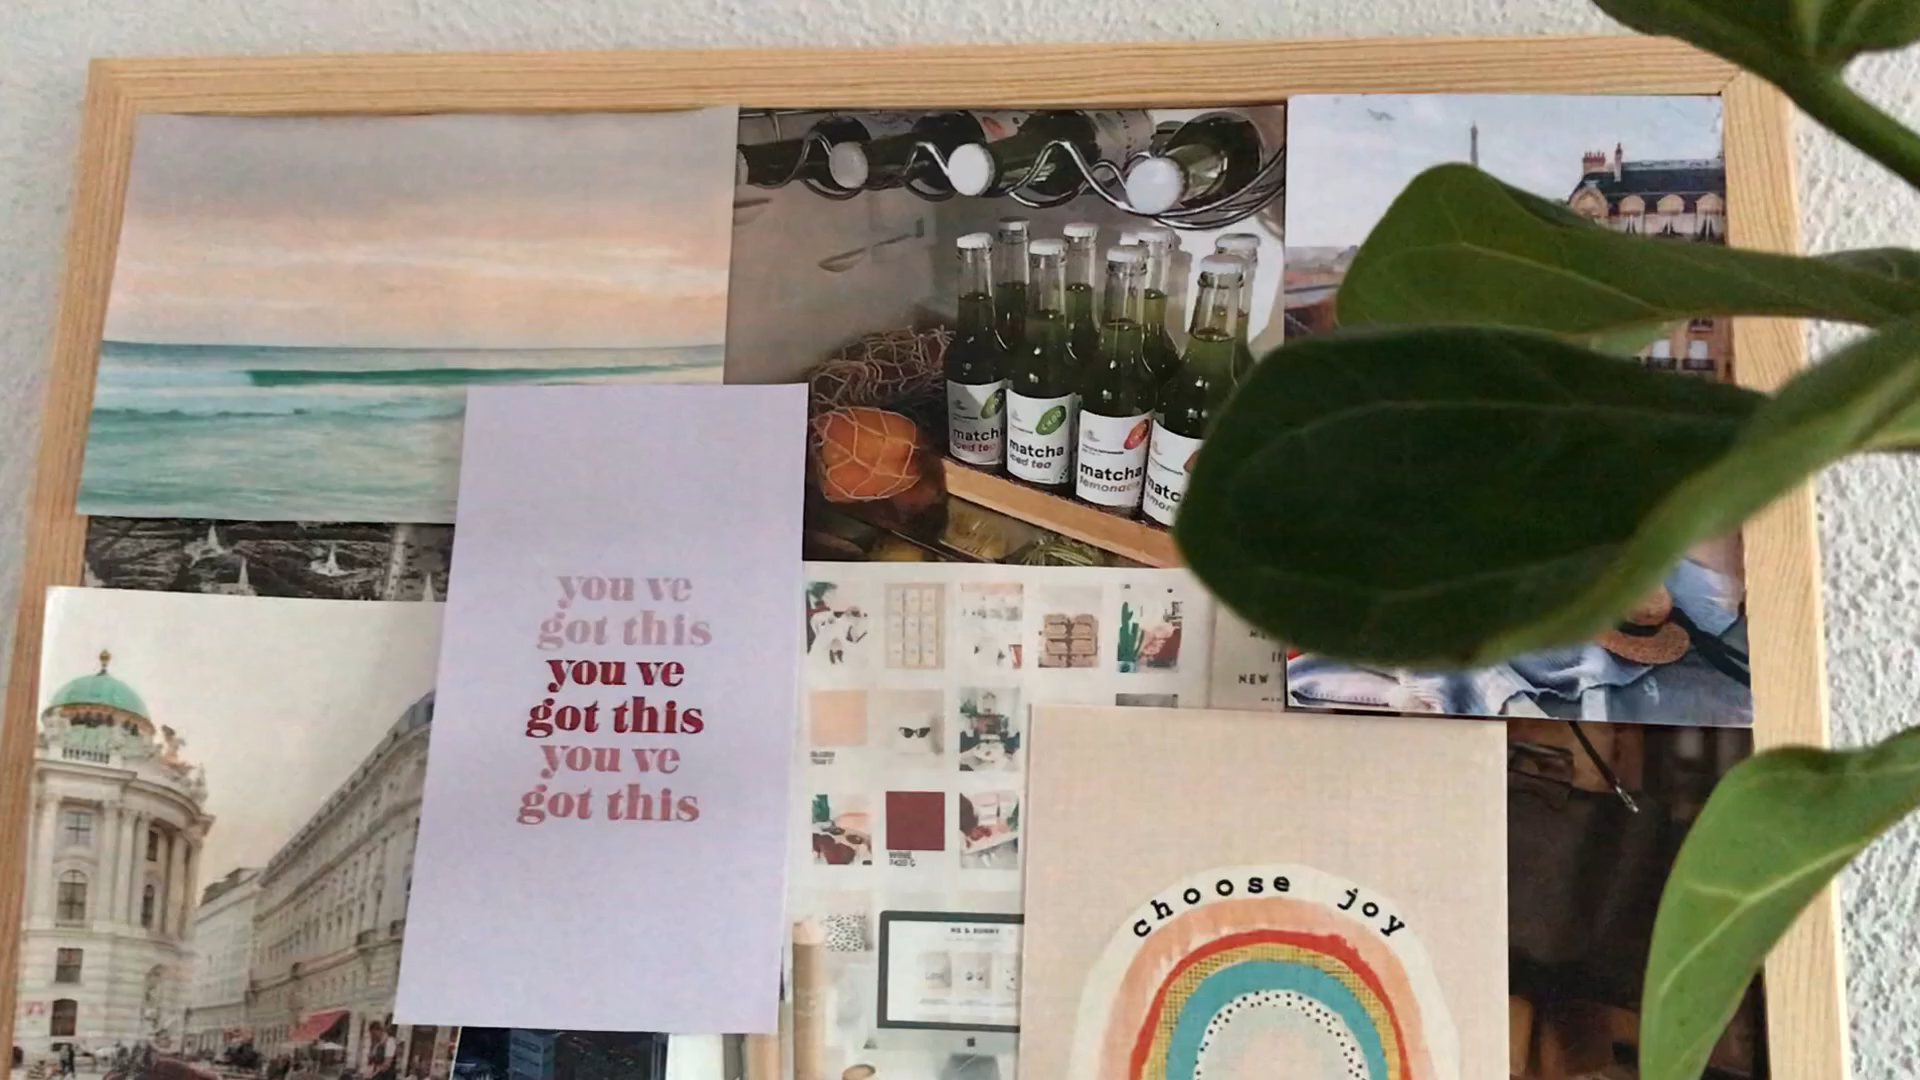 matcha
iced tea
matcha
iced tea
matcha
lemonade
you ve
got this
you ve
got this
you ve
got this
NEW
choose joy